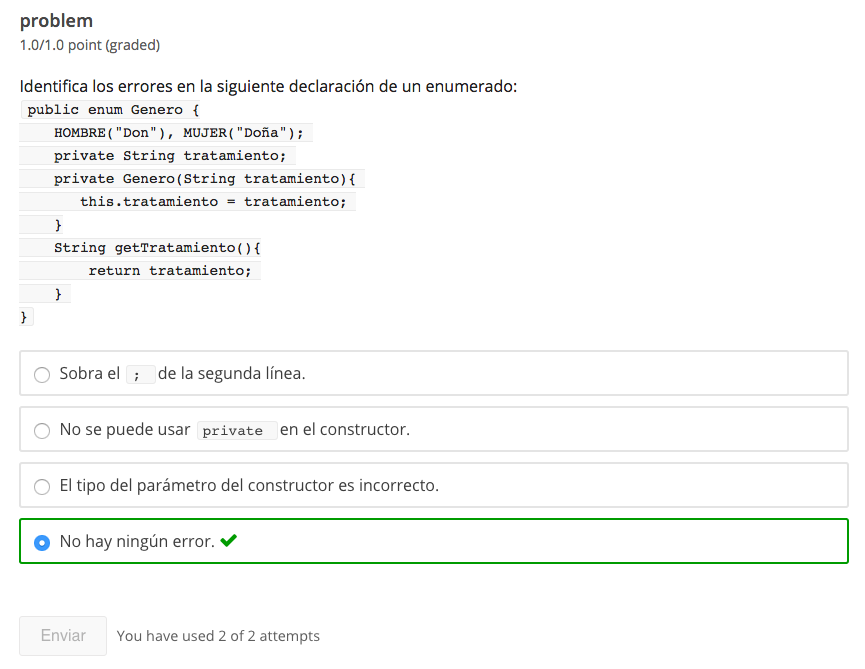 problem
1.0/1.0 point (graded)
Identifica los errores en la siguiente declaración de un enumerado:
public enum Genero {
HOMBRE("Don"), MUJER("Doña");
private String tratamiento;
private Genero(String tratamiento){
this.tratamiento = tratamiento;
}
String getTratamiento(){
return tratamiento;
}
}
Sobra el ; de la segunda línea.
No se puede usar private en el constructor.
El tipo del parámetro del constructor es incorrecto.
No hay ningún error.
Enviar You have used 2 of 2 attempts